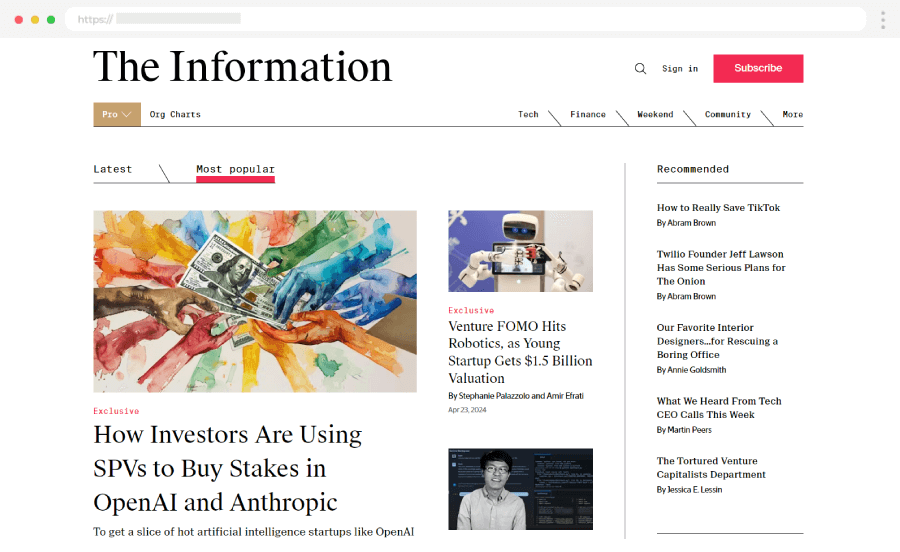 https://
The Information
Sign in
Subscribe
Pro
Org Charts
Tech
Finance
Weekend
Community
More
Latest
Most popular
Exclusive
How Investors Are Using
SPVs to Buy Stakes in
OpenAI and Anthropic
To get a slice of hot artificial intelligence startups like OpenAI
Exclusive
Venture FOMO Hits
Robotics, as Young
Startup Gets $1.5 Billion
Valuation
By Stephanie Palazzolo and Amir Efrati
Apr 23, 2024
Recommended
How to Really Save TikTok
By Abram Brown
Twilio Founder Jeff Lawson
Has Some Serious Plans for
The Onion
By Abram Brown
Our Favorite Interior
Designers...for Rescuing a
Boring Office
By Annie Goldsmith
What We Heard From Tech
CEO Calls This Week
By Martin Peers
The Tortured Venture
Capitalists Department
By Jessica E. Lessin